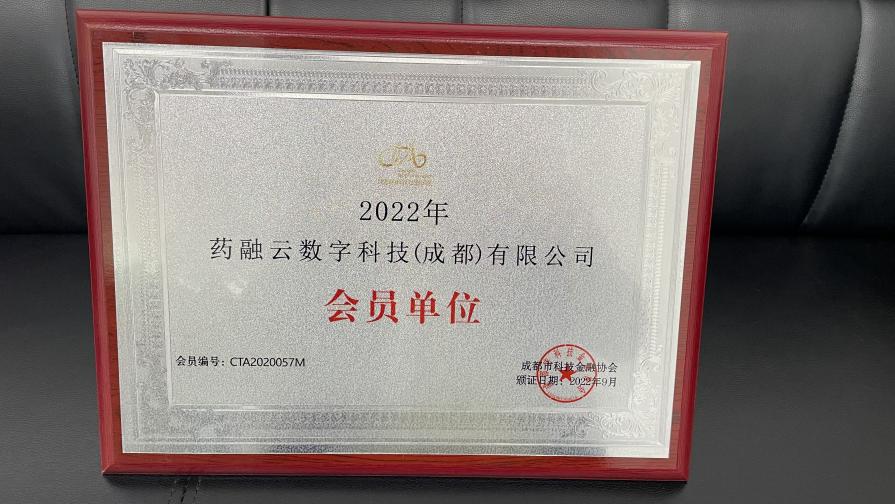 2022年
药融云数字科技(成都)有限公司
会员单位
会员编号：CTA2020057M
成都市科技金融协会
颁证日期：2022年9月